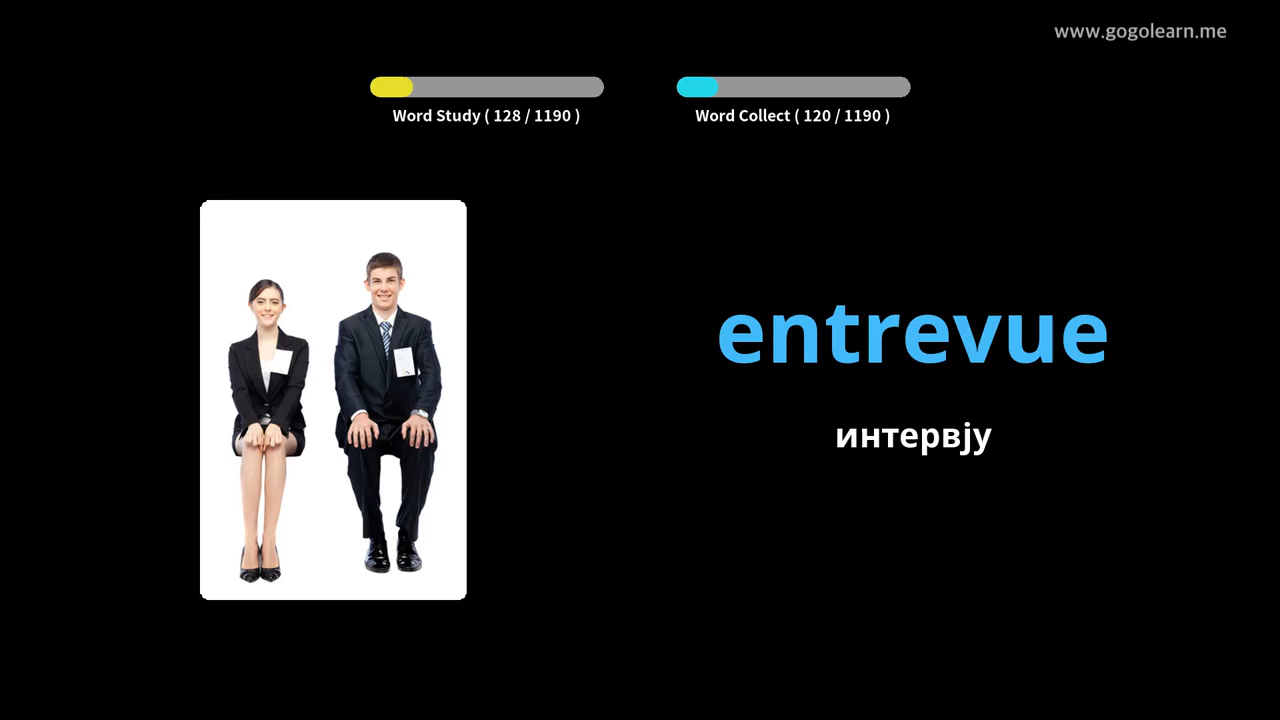 www.gogolearn.me
Word Study ( 128 / 1190 )
Word Collect ( 120 / 1190 )
entrevue
интервју